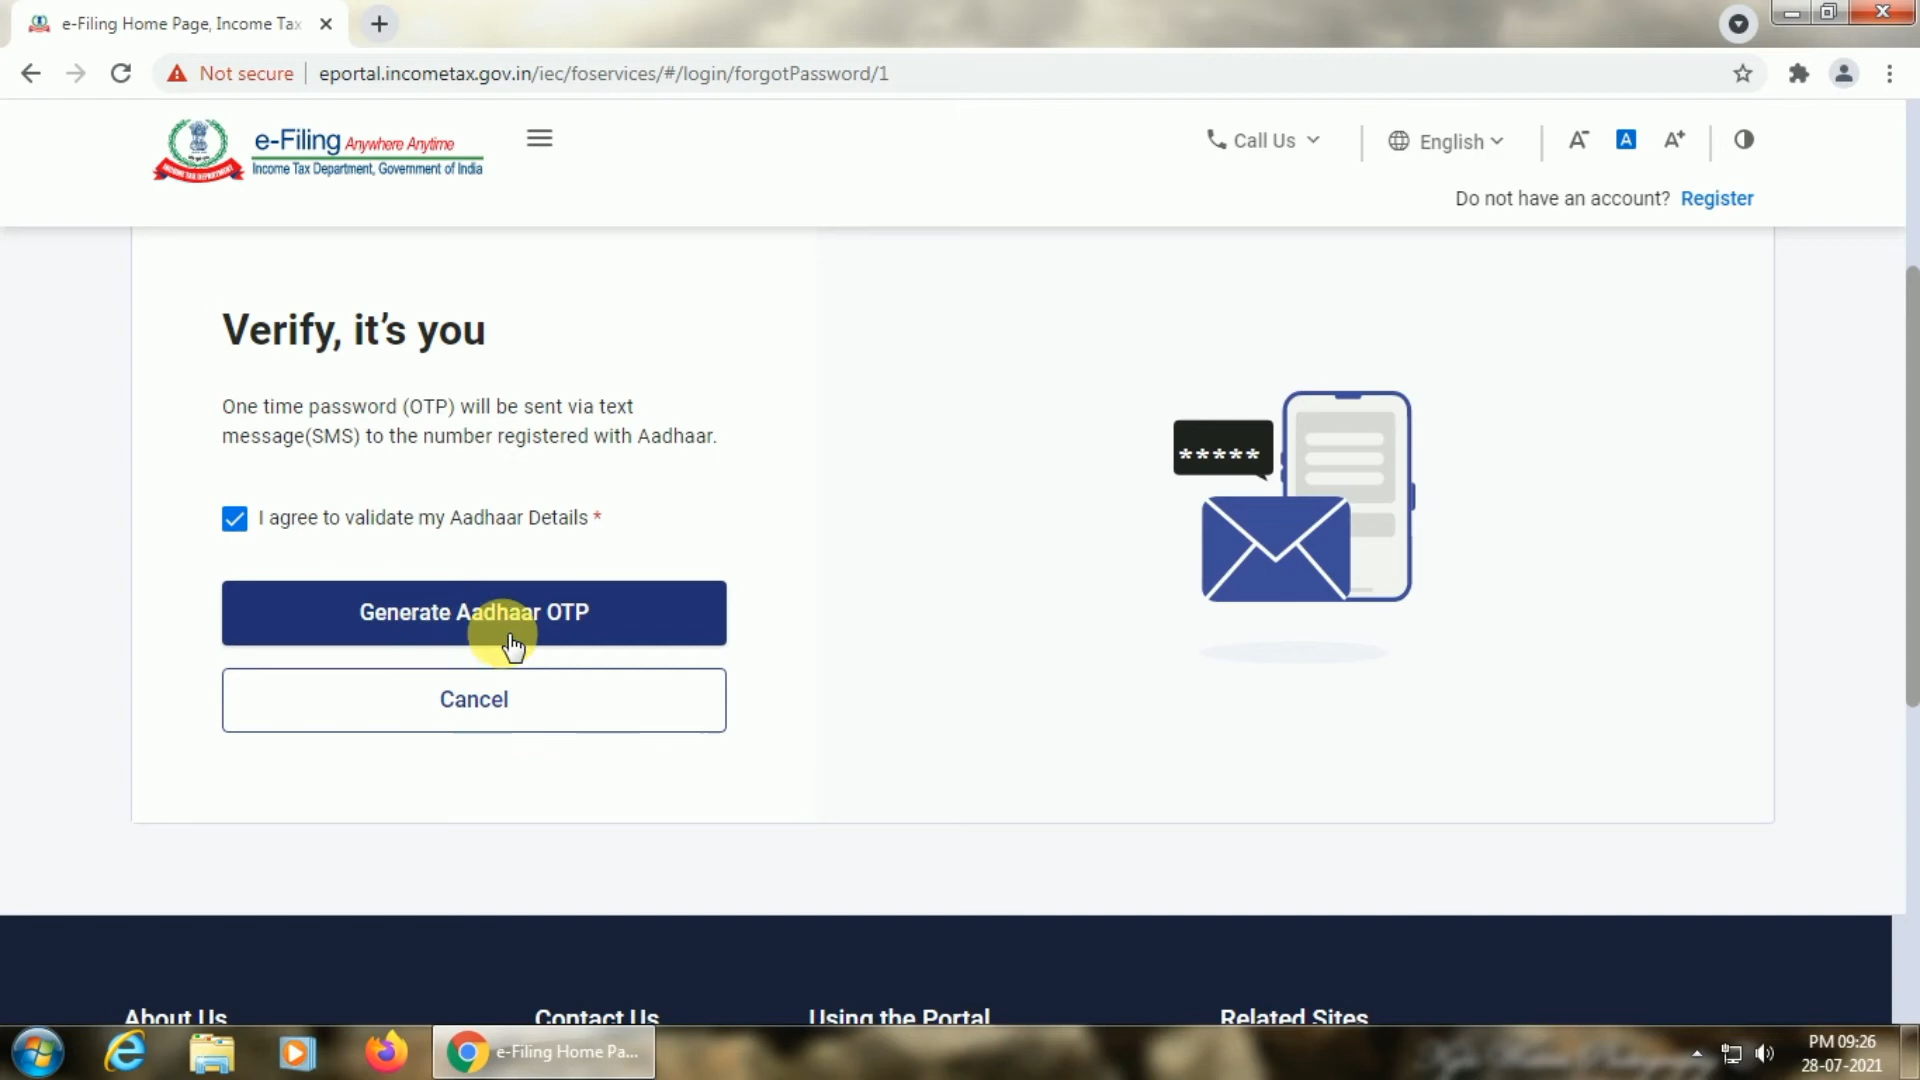 e-Filing Home Page, Income Tax
Not secure
eportal.incometax.gov.in/iec/foservices/#/login/forgotPassword/1
e-Filing Anywhere Anytime
Income Tax Department, Government of India
Call Us
English
A-
A
A+
Do not have an account? Register
Verify, it’s you
One time password (OTP) will be sent via text
message(SMS) to the number registered with Aadhaar.
I agree to validate my Aadhaar Details *
*****
Generate Aadhaar OTP
Cancel
About Us
Contact Us
Using the Portal
Related Sites
e-Filing Home Pa...
PM 09:26
28-07-2021